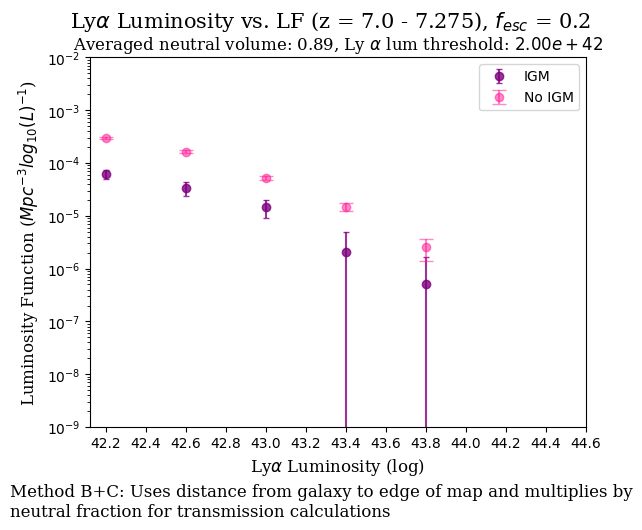 Lyα Luminosity vs. LF (z = 7.0 - 7.275), f_esc = 0.2
Averaged neutral volume: 0.89, Ly α lum threshold: 2.00e + 42
IGM
No IGM
Luminosity Function (Mpc⁻³log₁₀(L)⁻¹)
10⁻²
10⁻³
10⁻⁴
10⁻⁵
10⁻⁶
10⁻⁷
10⁻⁸
10⁻⁹
42.2 42.4 42.6 42.8 43.0 43.2 43.4 43.6 43.8 44.0 44.2 44.4 44.6
Lyα Luminosity (log)
Method B+C: Uses distance from galaxy to edge of map and multiplies by
neutral fraction for transmission calculations